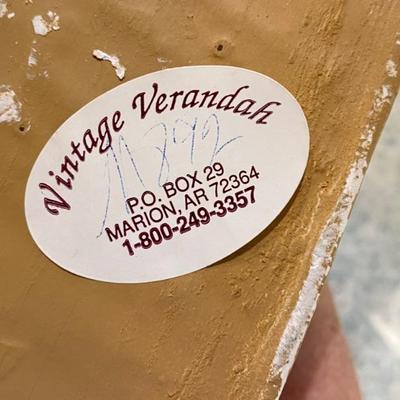 Vintage Verandah
P.O. BOX 29
MARION, AR 72364
1-800-249-3357